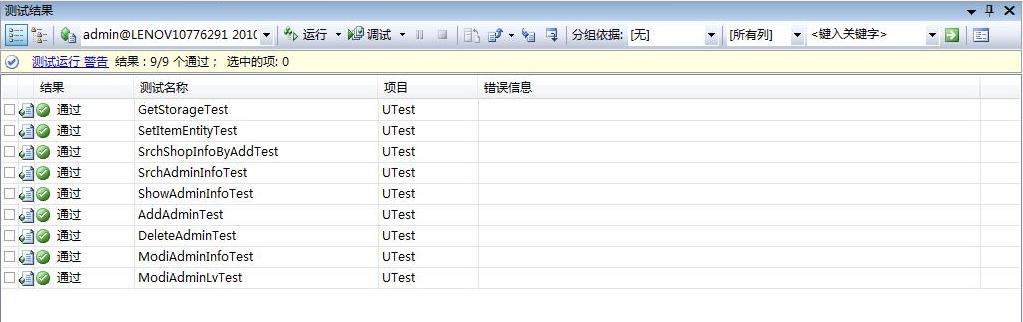 测试结果
admin@LENOV10776291 2010 运行 调试 分组依据: [无] [所有列] <键入关键字>
测试运行 警告 结果：9/9 个通过； 选中的项: 0
结果 测试名称 项目 错误信息
通过 GetStorageTest UTest
通过 SetItemEntityTest UTest
通过 SrchShopInfoByAddTest UTest
通过 SrchAdminInfoTest UTest
通过 ShowAdminInfoTest UTest
通过 AddAdminTest UTest
通过 DeleteAdminTest UTest
通过 ModiAdminInfoTest UTest
通过 ModiAdminLvTest UTest